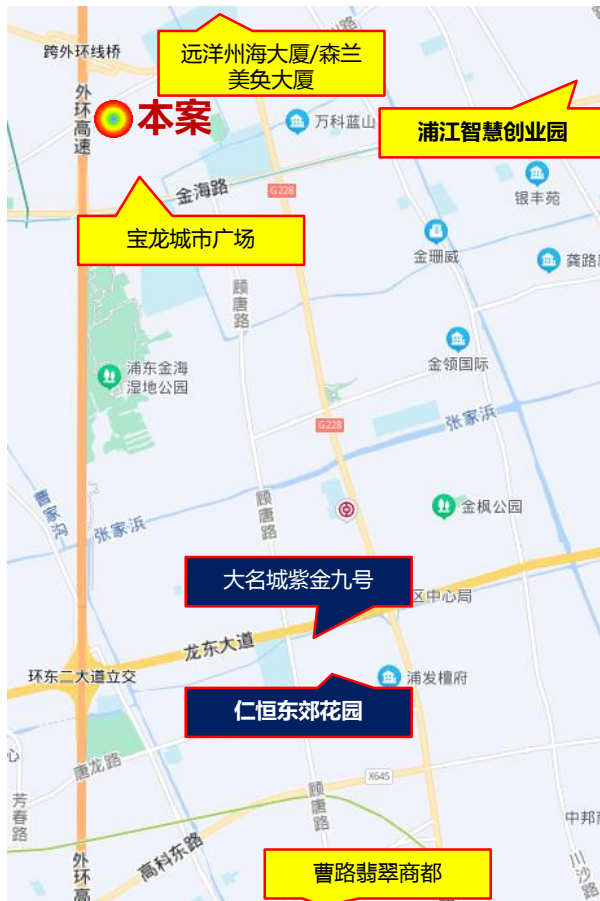 川路
跨外环线桥
远洋州海大厦/森兰
美奂大厦
外环高速
本案
万科蓝山
浦江智慧创业园
金海路
G228
银丰苑
宝龙城市广场
金珊威
龚路
顾唐路
金领国际
浦东金海
湿地公园
G228
张家浜
曹家沟
顾唐路
金枫公园
张家浜
大名城紫金九号
区中心局
龙东大道
环东二大道立交
浦发檀府
仁恒东郊花园
心
唐龙路
X645
芳春路
顾唐路
中邦
高科东路
外环高
曹路翡翠商都
川沙路